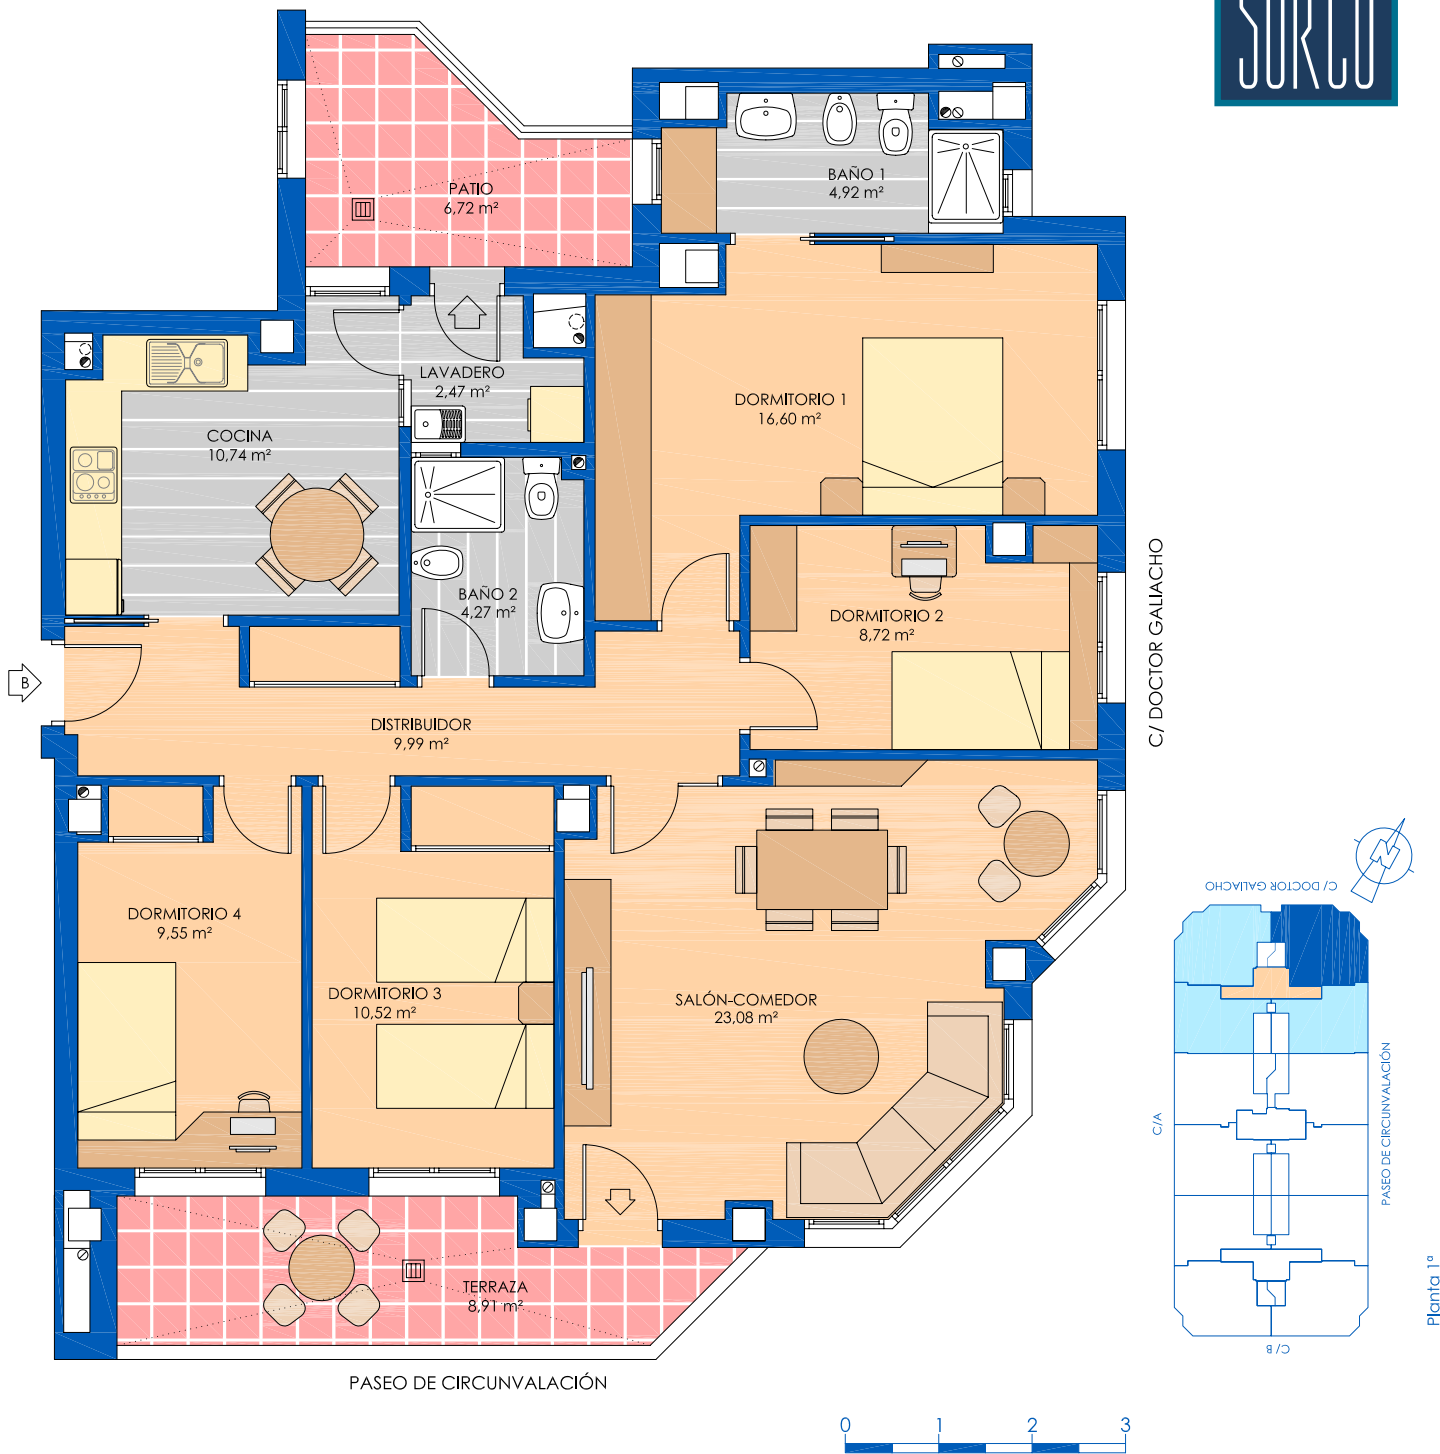 SURCO
PATIO
6,72 m²
BAÑO 1
4,92 m²
LAVADERO
2,47 m²
DORMITORIO 1
16,60 m²
COCINA
10,74 m²
BAÑO 2
4,27 m²
DORMITORIO 2
8,72 m²
C/ DOCTOR GALIACHO
B
DISTRIBUIDOR
9,99 m²
DORMITORIO 4
9,55 m²
DORMITORIO 3
10,52 m²
SALÓN-COMEDOR
23,08 m²
TERRAZA
8,91 m²
PASEO DE CIRCUNVALACIÓN
N
C/ DOCTOR GALIACHO
C/A
PASEO DE CIRCUNVALACIÓN
C/ B
Planta 1ª
0 1 2 3